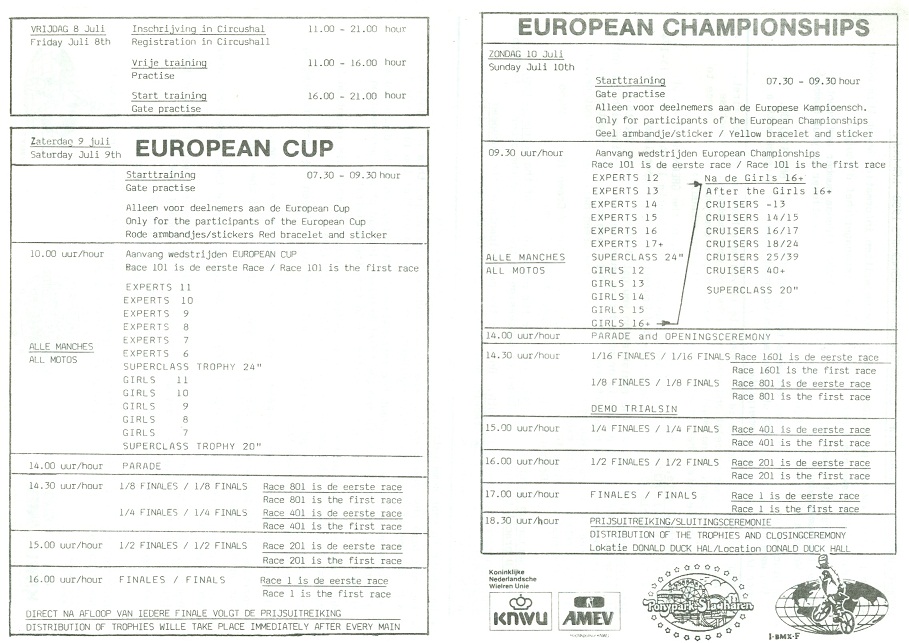 VRIJDAG 8 Juli Inschrijving in Circushal 11.00 - 21.00 hour
Friday Juli 8th Registration in Circushall
Vrije training 11.00 - 16.00 hour
Practise
Start training 16.00 - 21.00 hour
Gate practise
Zaterdag 9 juli
Saturday Juli 9th
EUROPEAN CUP
Starttraining 07.30 - 09.30 hour
Gate practise
Alleen voor deelnemers aan de European Cup
Only for the participants of the European Cup
Rode armbandjes/stickers Red bracelet and sticker
10.00 uur/hour Aanvang wedstrijden EUROPEAN CUP
Race 101 is de eerste Race / Race 101 is the first race
EXPERTS 11
EXPERTS 10
EXPERTS 9
EXPERTS 8
EXPERTS 7
ALLE MANCHES
EXPERTS 6
ALL MOTOS
SUPERCLASS TROPHY 24"
GIRLS 11
GIRLS 10
GIRLS 9
GIRLS 8
GIRLS 7
SUPERCLASS TROPHY 20"
14.00 uur/hour PARADE
14.30 uur/hour 1/8 FINALES / 1/8 FINALS Race 801 is de eerste race
Race 801 is the first race
1/4 FINALES / 1/4 FINALS Race 401 is de eerste race
Race 401 is the first race
15.00 uur/hour 1/2 FINALES / 1/2 FINALS Race 201 is de eerste race
Race 201 is the first race
16.00 uur/hour FINALES / FINALS Race 1 is de eerste race
Race 1 is the first race
DIRECT NA AFLOOP VAN IEDERE FINALE VOLGT DE PRIJSUITREIKING
DISTRIBUTION OF TROPHIES WILLE TAKE PLACE IMMEDIATELY AFTER EVERY MAIN
EUROPEAN CHAMPIONSHIPS
ZONDAG 10 Juli
Sunday Juli 10th
Starttraining 07.30 - 09.30 hour
Gate practise
Alleen voor deelnemers aan de Europese Kampioensch.
Only for participants of the European Championships
Geel armbandje/sticker / Yellow bracelet and sticker
09.30 uur/hour Aanvang wedstrijden European Championships
Race 101 is de eerste race / Race 101 is the first race
EXPERTS 12 Na de Girls 16+
EXPERTS 13 After the Girls 16+
EXPERTS 14 CRUISERS -13
EXPERTS 15 CRUISERS 14/15
EXPERTS 16 CRUISERS 16/17
EXPERTS 17+ CRUISERS 18/24
ALLE MANCHES SUPERCLASS 24" CRUISERS 25/39
ALL MOTOS GIRLS 12 CRUISERS 40+
GIRLS 13
SUPERCLASS 20"
GIRLS 14
GIRLS 15
GIRLS 16+
14.00 uur/hour PARADE and OPENINGSCEREMONY
14.30 uur/hour 1/16 FINALES / 1/16 FINALS Race 1601 is de eerste race
Race 1601 is the first race
1/8 FINALES / 1/8 FINALS Race 801 is de eerste race
Race 801 is the first race
DEMO TRIALSIN
15.00 uur/hour 1/4 FINALES / 1/4 FINALS Race 401 is de eerste race
Race 401 is the first race
16.00 uur/hour 1/2 FINALES / 1/2 FINALS Race 201 is de eerste race
Race 201 is the first race
17.00 uur/hour FINALES / FINALS Race 1 is de eerste race
Race 1 is the first race
18.30 uur/hour PRIJSUITREIKING/SLUITINGSCEREMONIE
DISTRIBUTION OF THE TROPHIES AND CLOSINGCEREMONY
Lokatie DONALD DUCK HAL/Location DONALD DUCK HALL
Koninklijke
Nederlandsche
Wielren Unie
KNWU
AMEV
Ponypark Slagharen
I-BMX-F